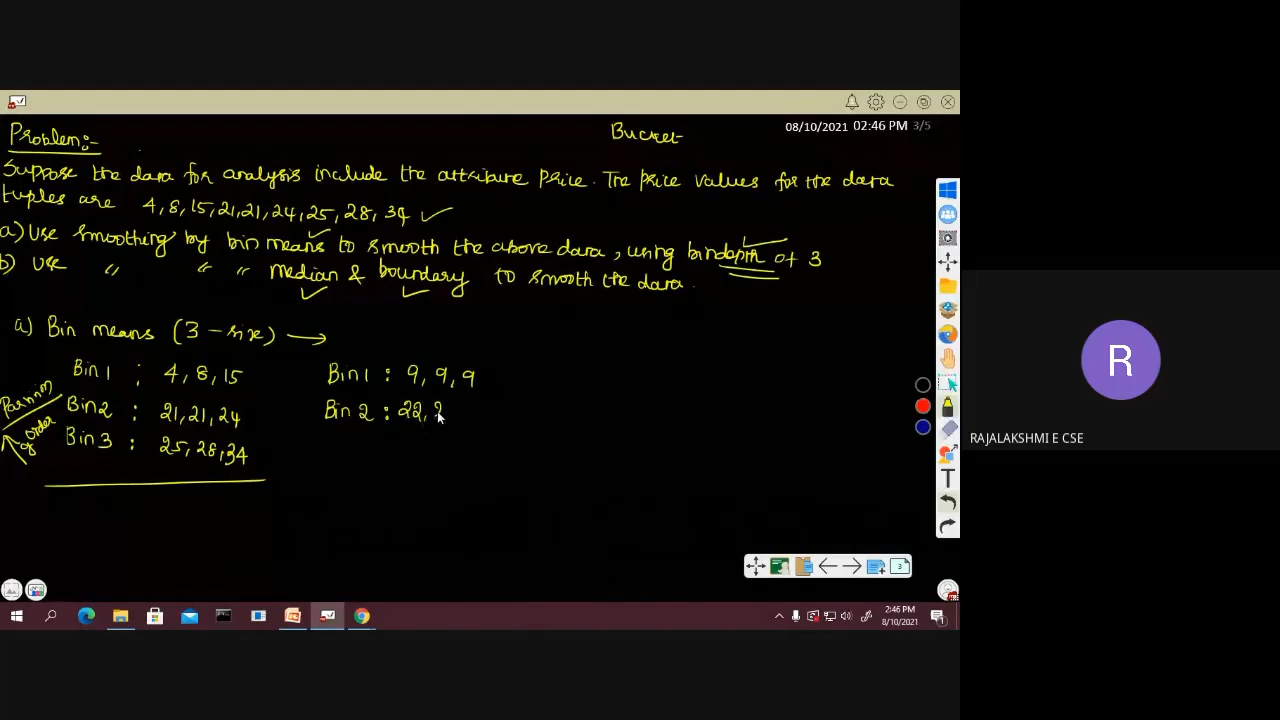 Problem:-
Bucket
08/10/2021 02:46 PM 3/5
Suppose the data for analysis include the attribute price. The price values for the data
tuples are 4, 8, 15, 21, 21, 24, 25, 28, 34
a) Use smoothing by bin means to smooth the above data, using bin depth of 3
b) use " " " median & boundary to smooth the data.
a) Bin means (3 - size) →
Bin 1 : 4, 8, 15
Bin 1 : 9, 9, 9
Bin 2 : 21, 21, 24
Bin 2 : 22, 2
Bin 3 : 25, 28, 34
of order
R
RAJALAKSHMI E CSE
T
3
2:46 PM
8/10/2021